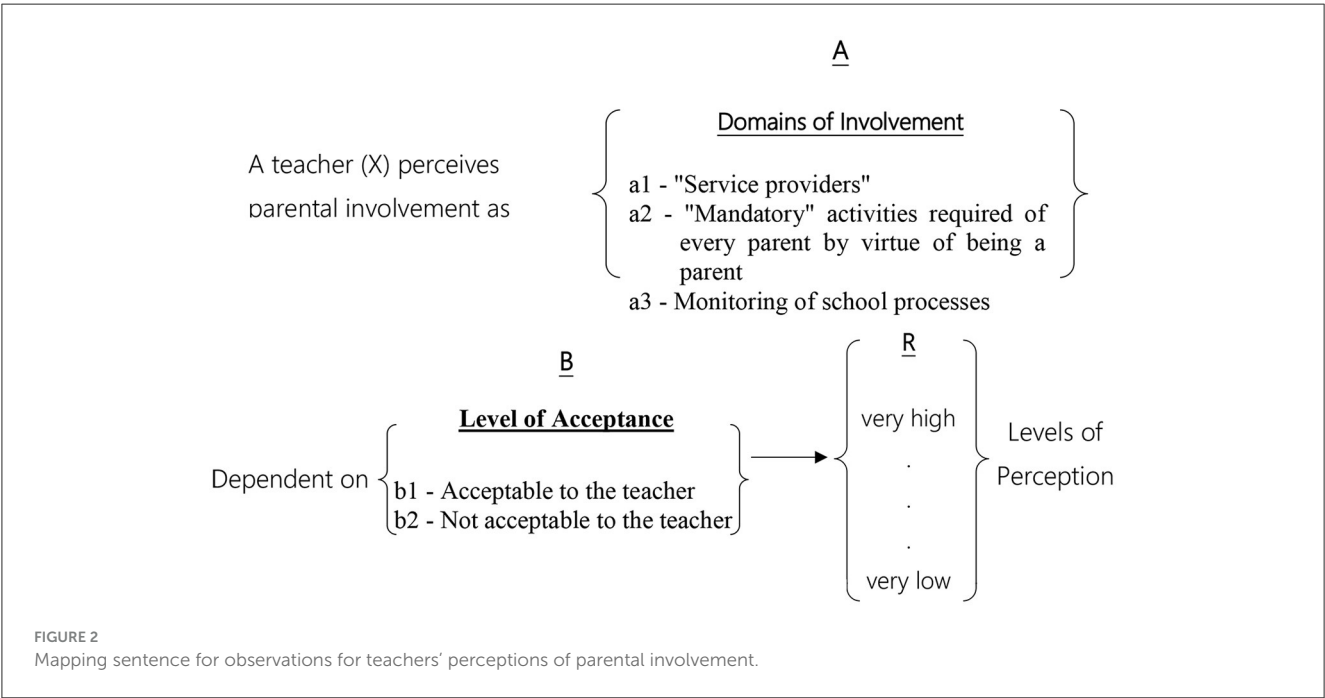 A
Domains of Involvement
A teacher (X) perceives
parental involvement as
a1 - "Service providers"
a2 - "Mandatory" activities required of
every parent by virtue of being a
parent
a3 - Monitoring of school processes
B
Level of Acceptance
Dependent on
b1 - Acceptable to the teacher
b2 - Not acceptable to the teacher
R
very high
.
.
.
very low
Levels of
Perception
FIGURE 2
Mapping sentence for observations for teachers' perceptions of parental involvement.